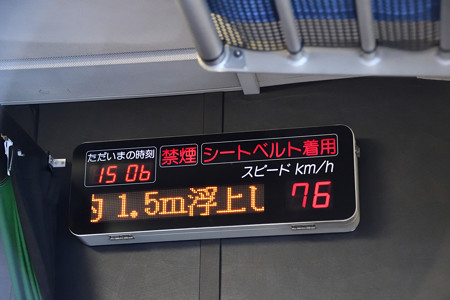 ただいまの時刻 禁煙 シートベルト着用
15 06 スピード km/h
1.5m浮上し 76